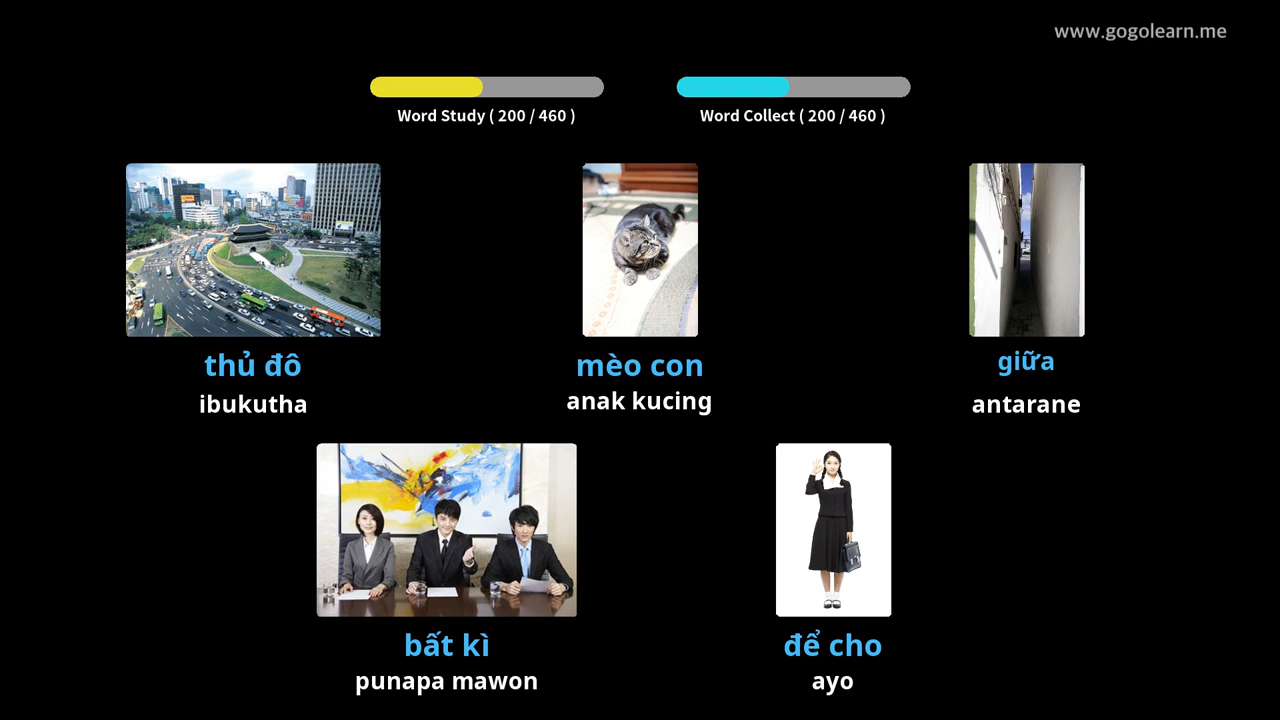 www.gogolearn.me
Word Study ( 200 / 460 )
Word Collect ( 200 / 460 )
thủ đô
ibukutha
mèo con
anak kucing
giữa
antarane
bất kì
punapa mawon
để cho
ayo